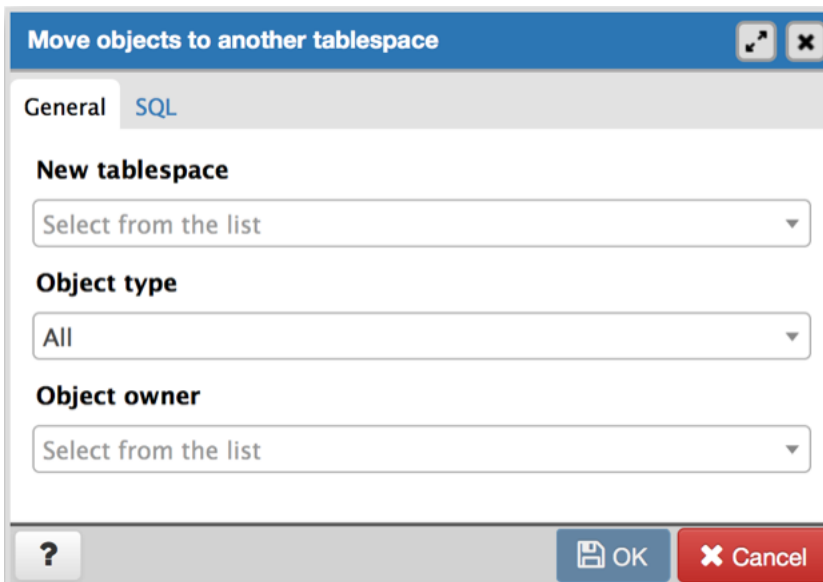 Move objects to another tablespace
General SQL
New tablespace
Select from the list
Object type
All
Object owner
Select from the list
? OK Cancel